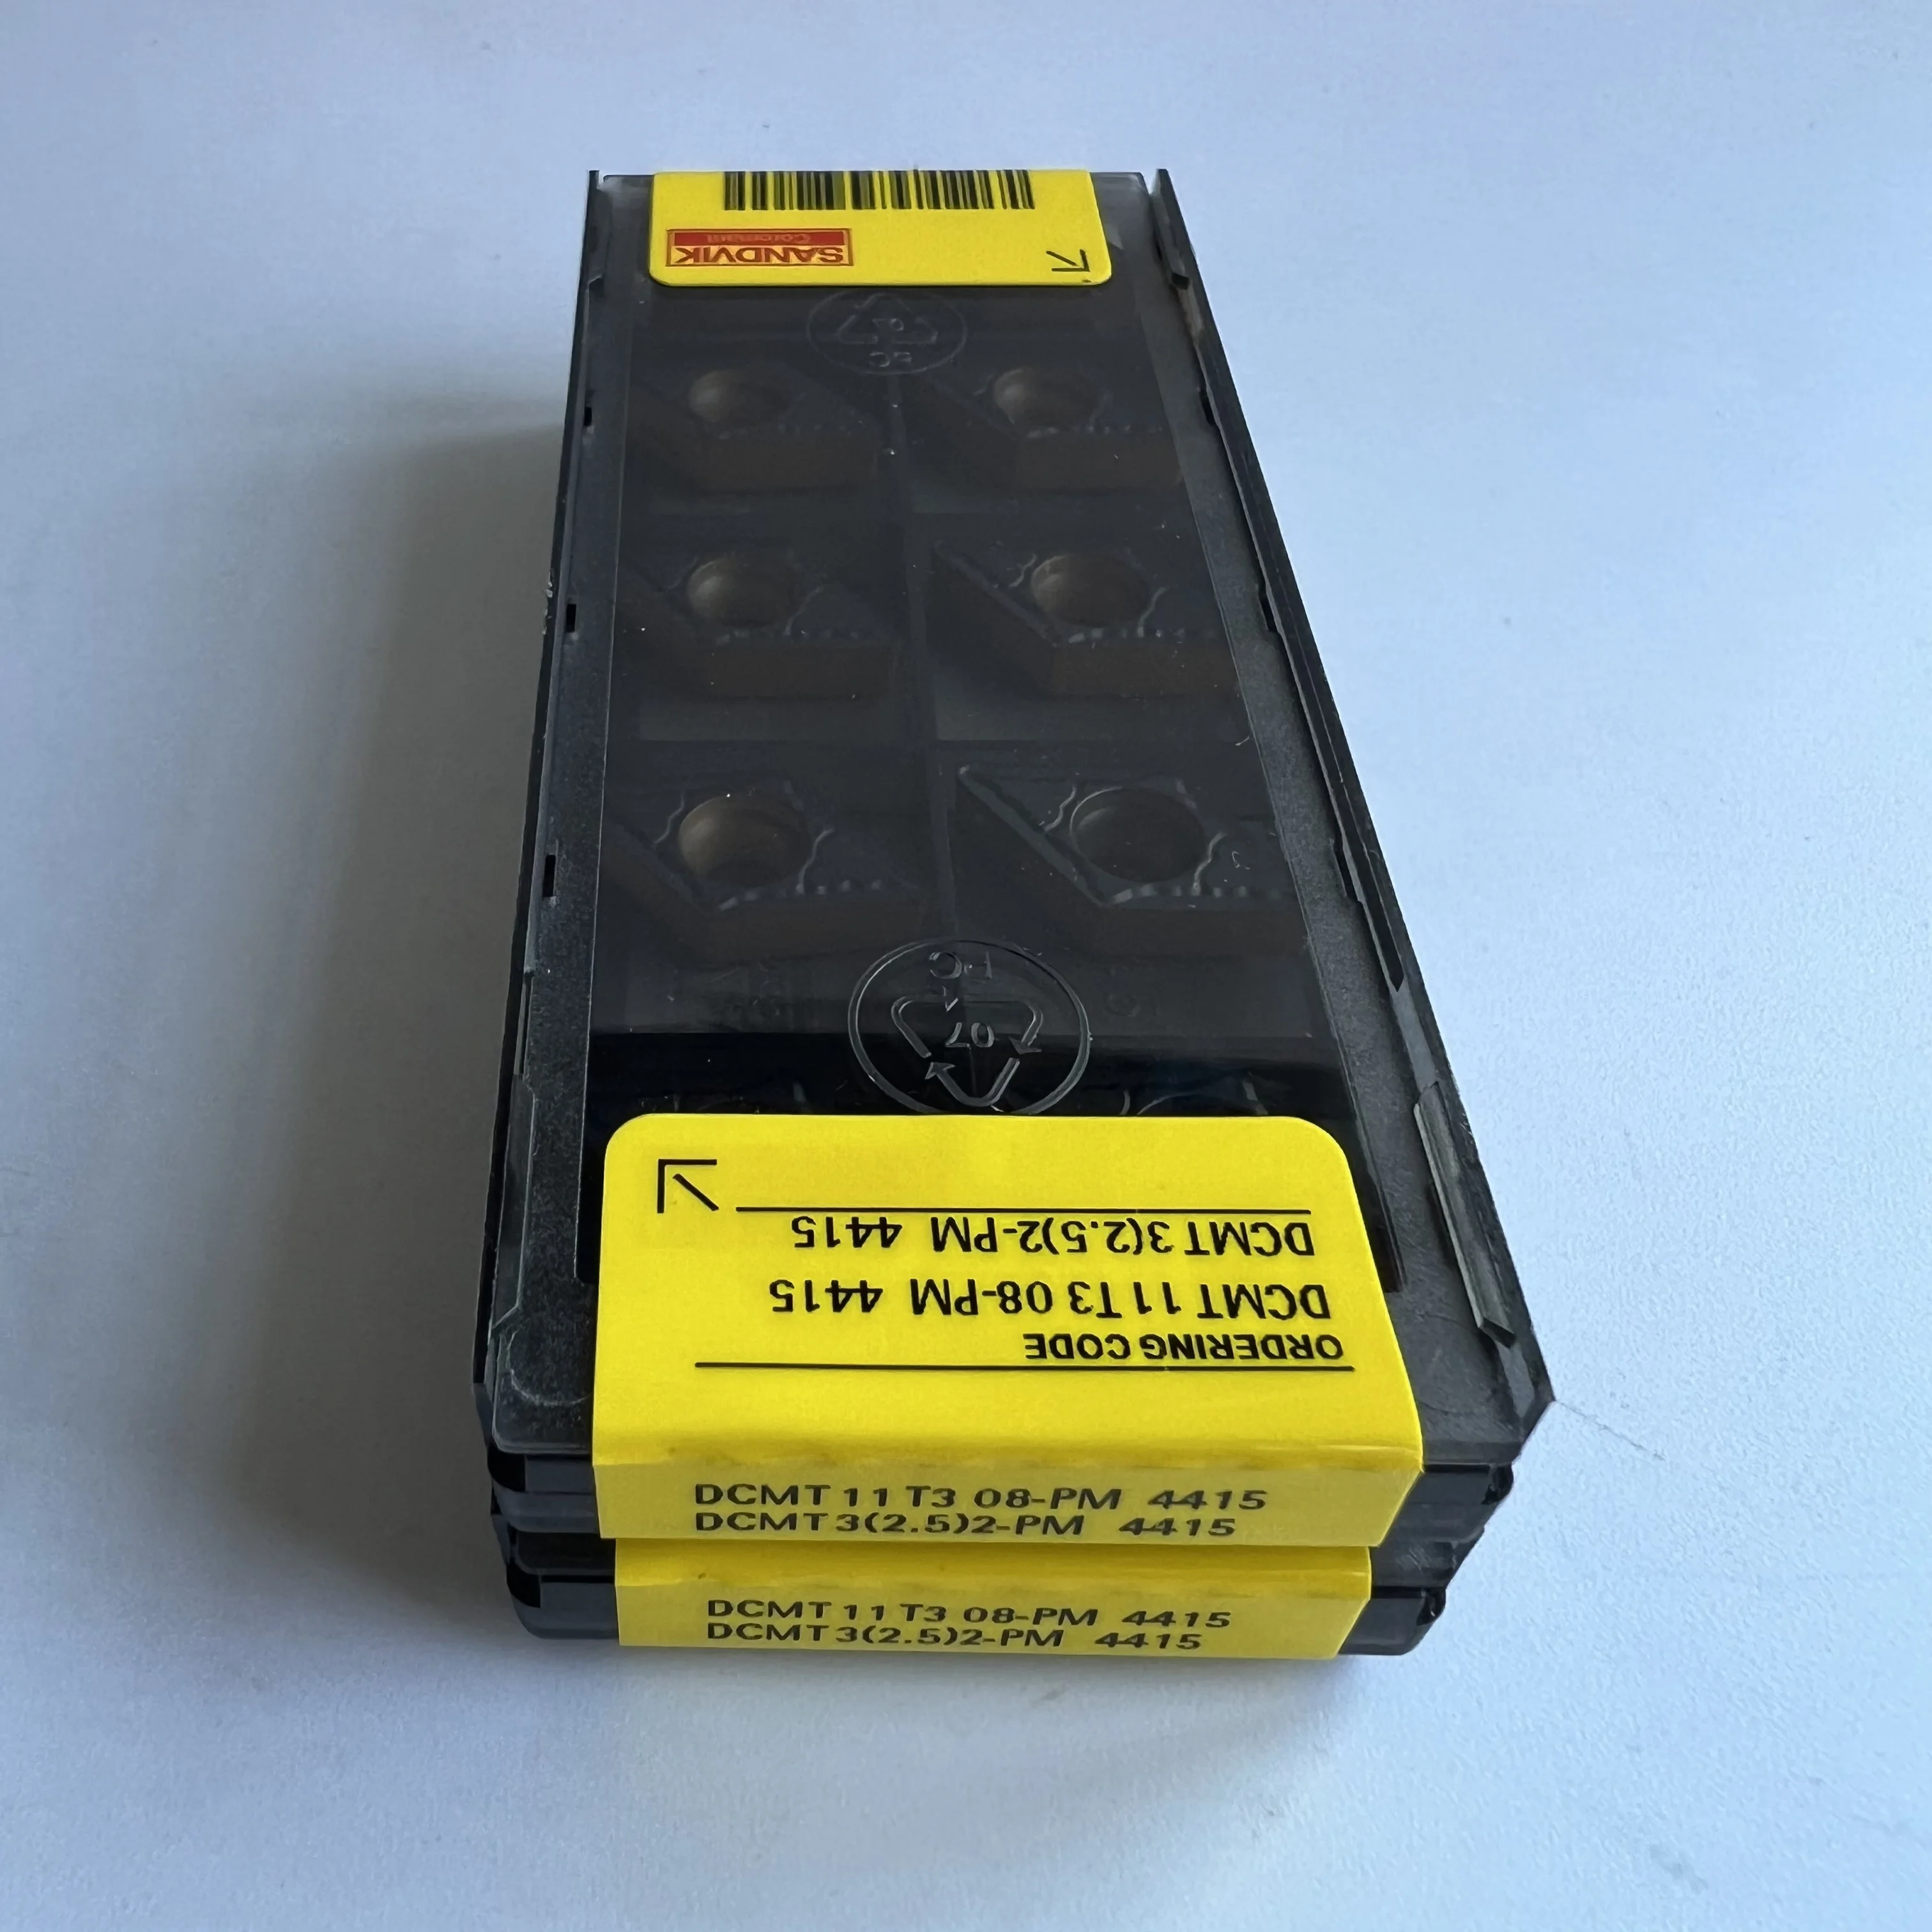 SANDVIK
Coromant
PC
07
DCMT 11 T3 08-PM 4415
DCMT 3(2.5)2-PM 4415
ORDERING CODE
DCMT 11 T3 08-PM 4415
DCMT 3(2.5)2-PM 4415
DCMT 11 T3 08-PM 4415
DCMT 3(2.5)2-PM 4415